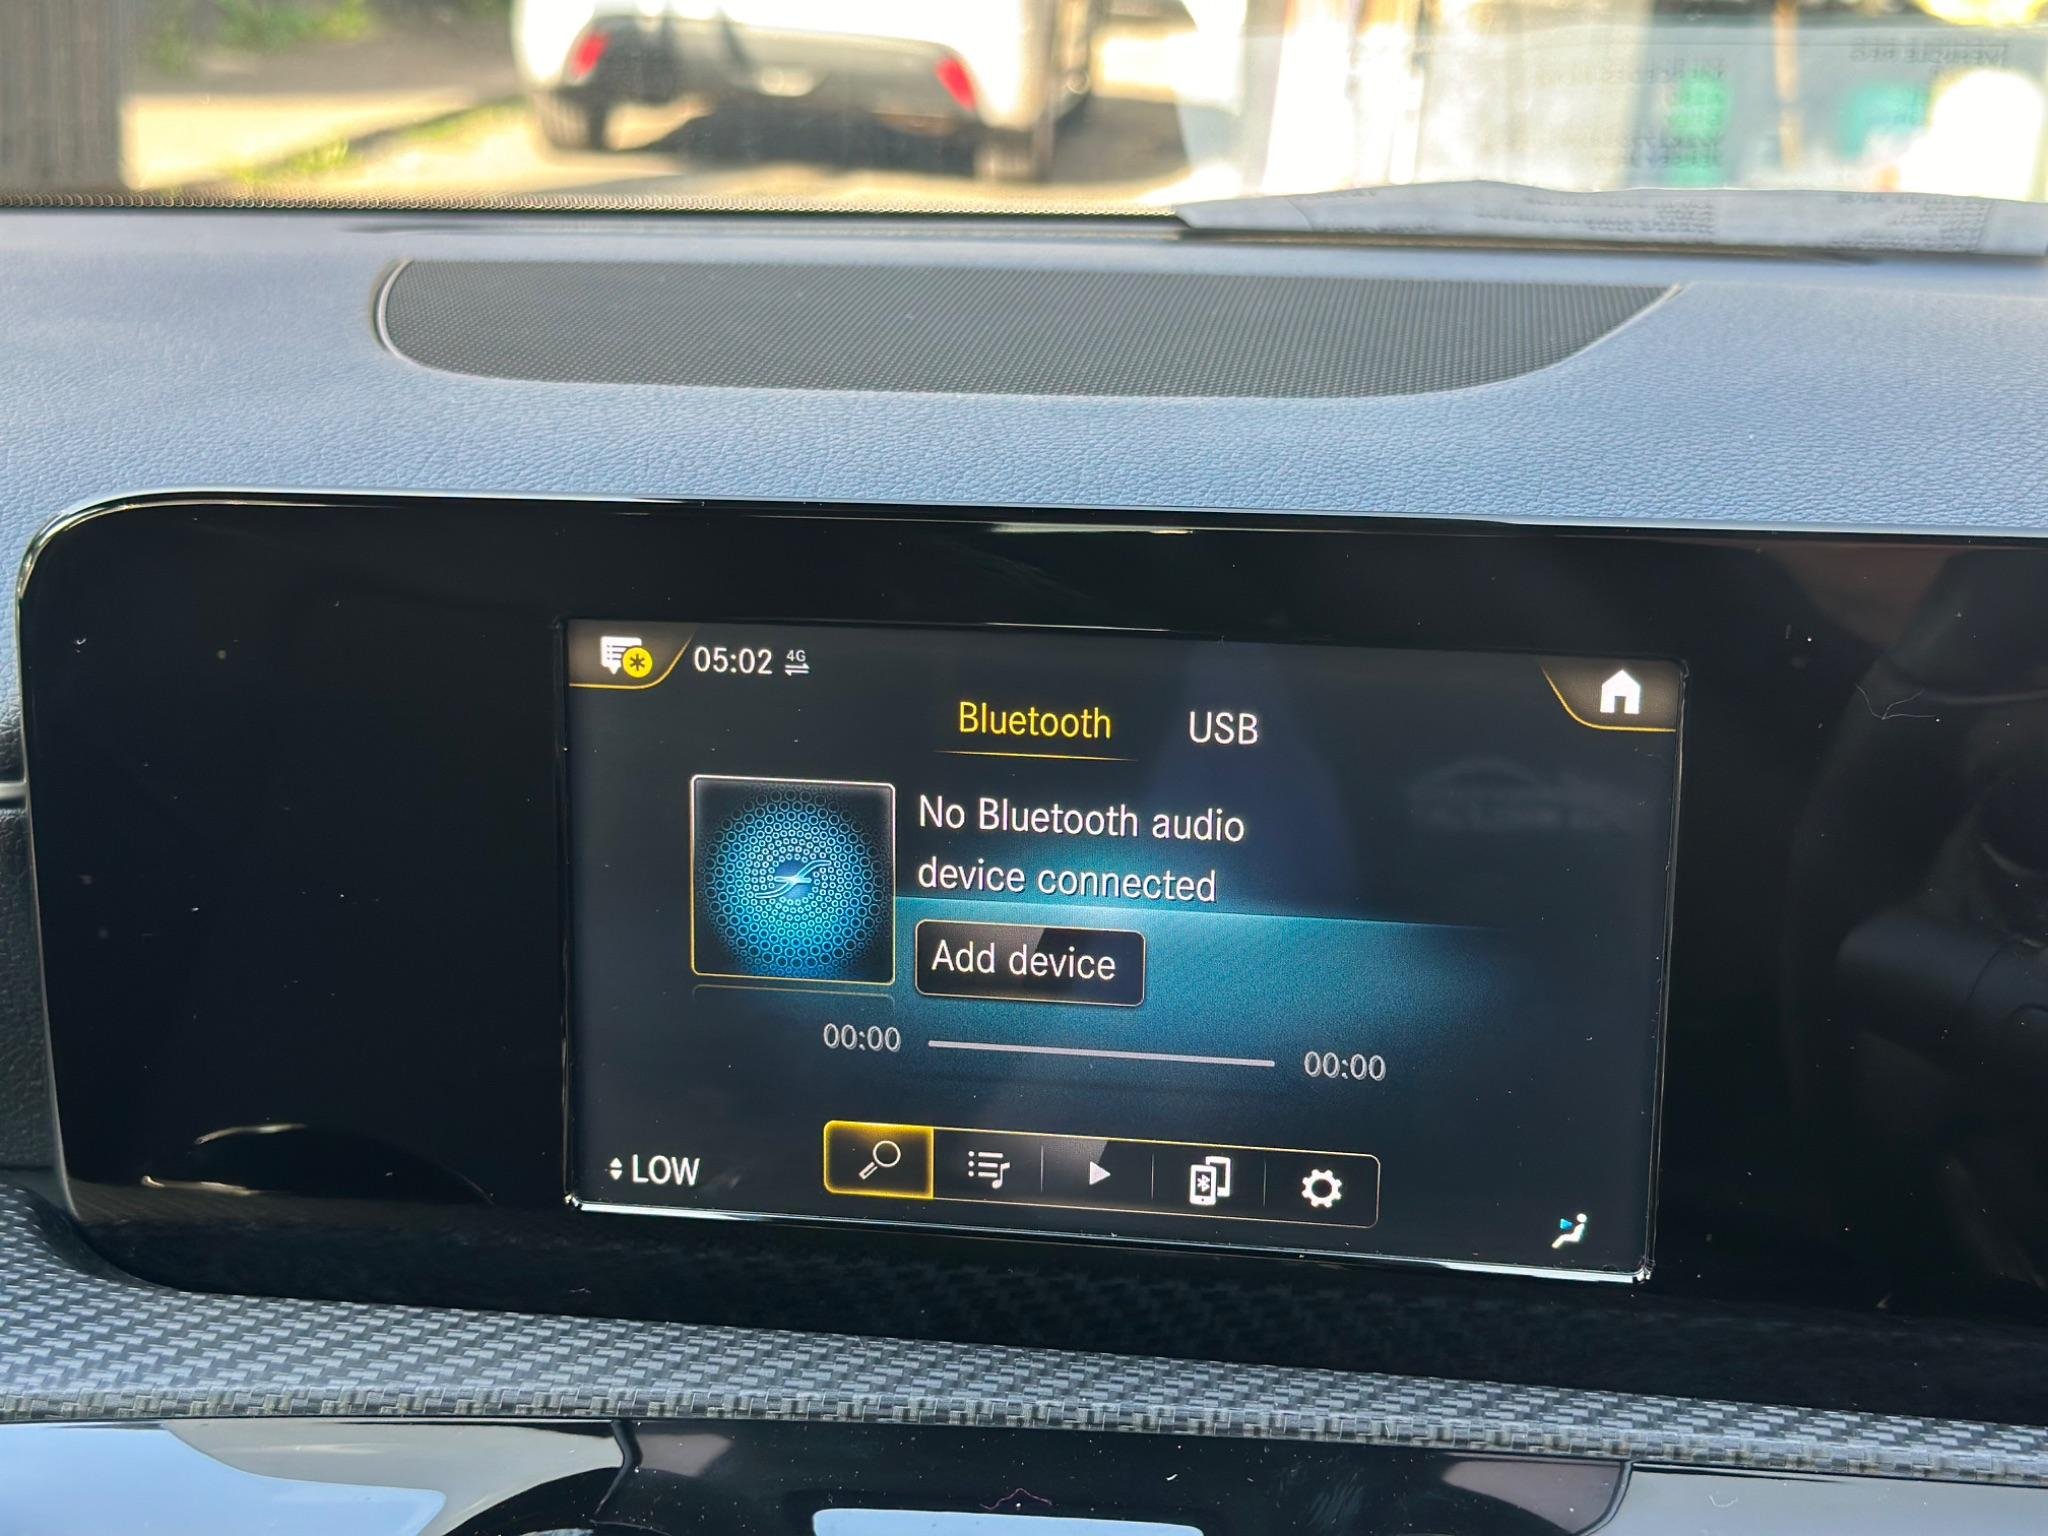 05:02 4G
Bluetooth USB
No Bluetooth audio
device connected
Add device
00:00 00:00
LOW